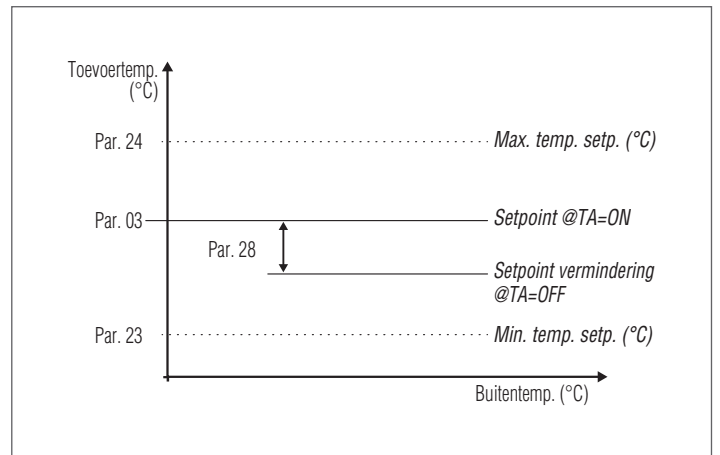 Toevoertemp.
(°C)
Par. 24
Max. temp. setp. (°C)
Par. 03
Setpoint @TA=ON
Par. 28
Setpoint vermindering
@TA=OFF
Par. 23
Min. temp. setp. (°C)
Buitentemp. (°C)